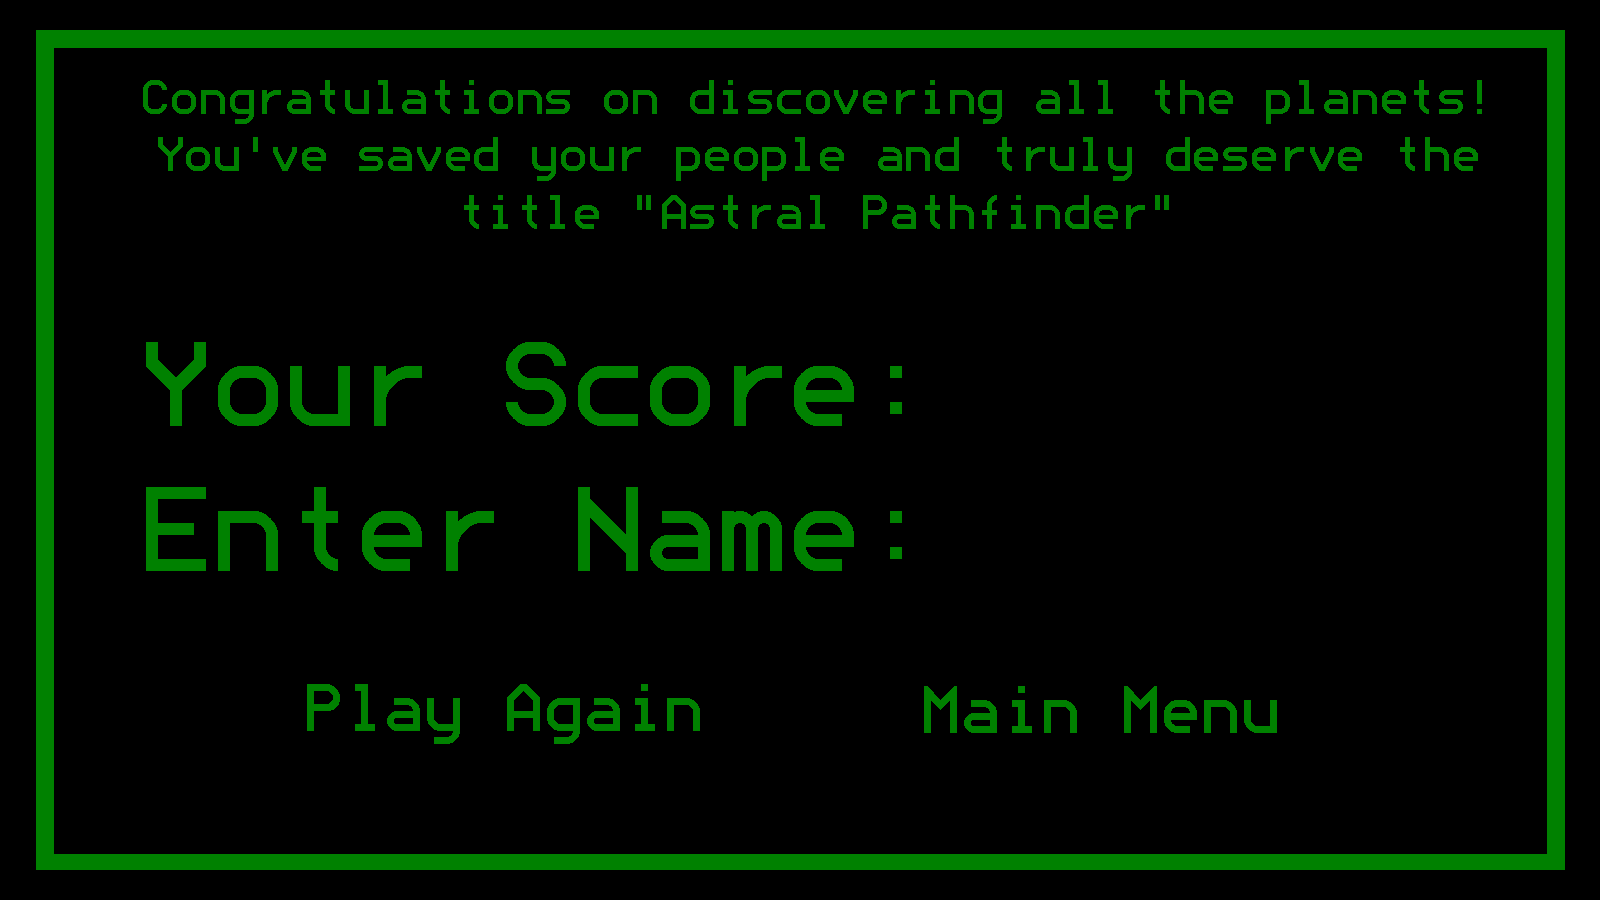 Congratulations on discovering all the planets!
You've saved your people and truly deserve the
title "Astral Pathfinder"
Your Score:
Enter Name:
Play Again
Main Menu